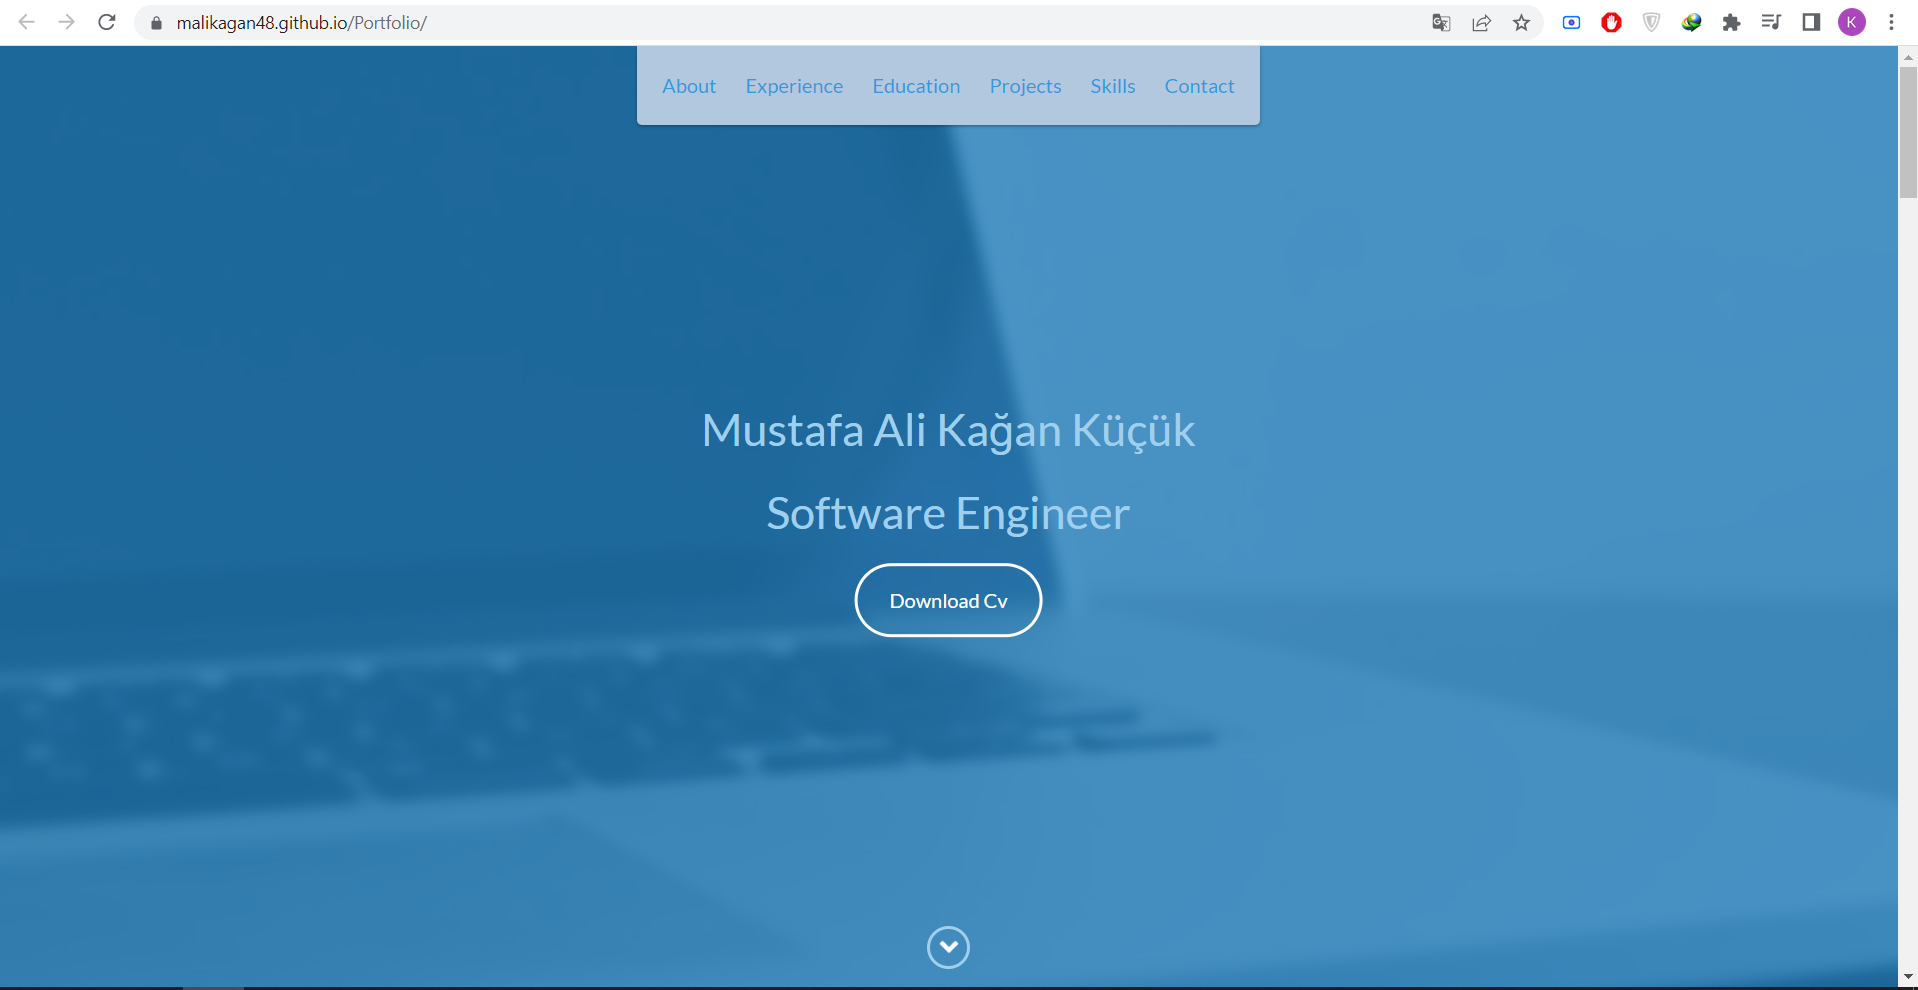 malikagan48.github.io/Portfolio/
K
About Experience Education Projects Skills Contact
Mustafa Ali Kağan Küçük
Software Engineer
Download Cv